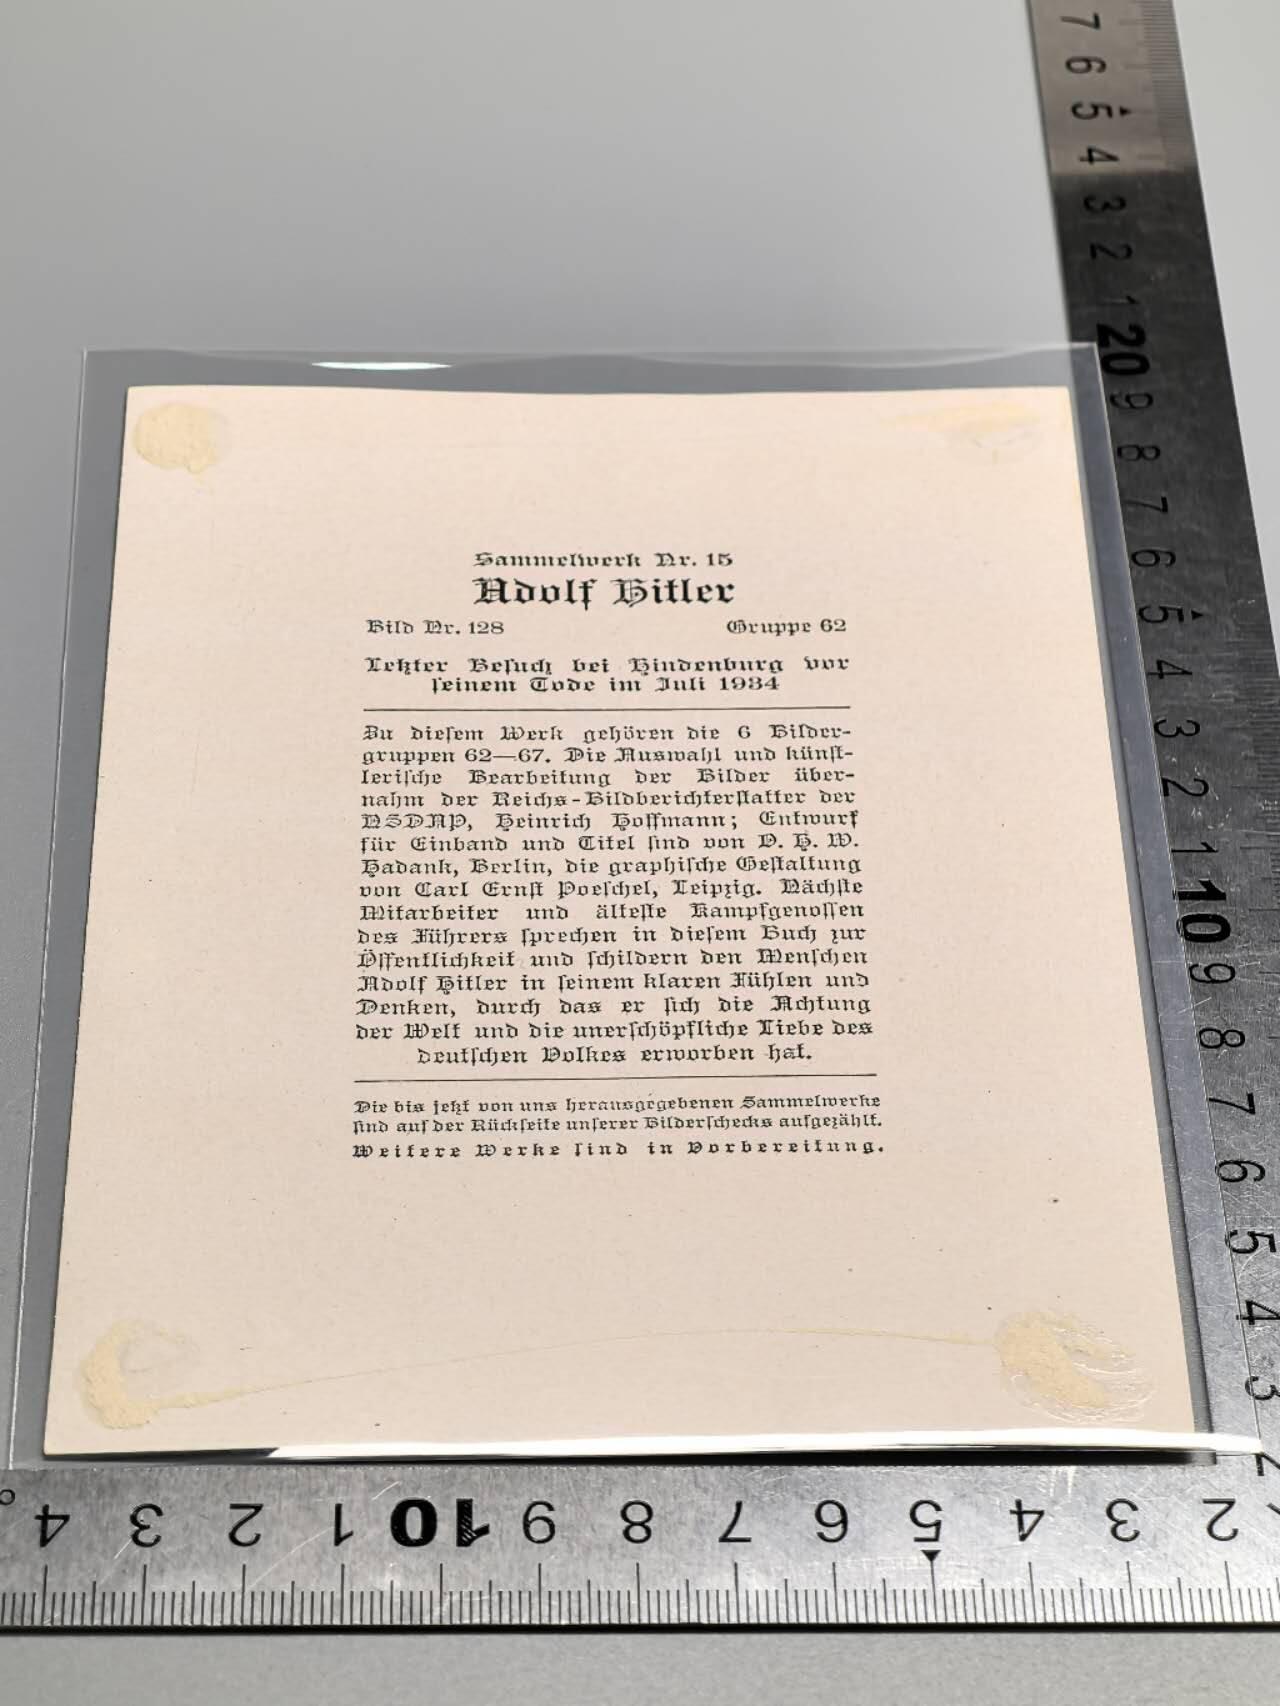 Sammelwerk Nr. 15
Adolf Hitler
Bild Nr. 128 Gruppe 62
Letzter Besuch bei Hindenburg vor
seinem Tode im Juli 1934
Zu diesem Werk gehören die 6 Bilder-
gruppen 62—67. Die Auswahl und künst-
lerische Bearbeitung der Bilder über-
nahm der Reichs-Bildberichterstatter der
NSDAP, Heinrich Hoffmann; Entwurf
für Einband und Titel sind von O. H. W.
Hadank, Berlin, die graphische Gestaltung
von Carl Ernst Poeschel, Leipzig. Nächste
Mitarbeiter und älteste Kampfgenossen
des Führers sprechen in diesem Buch zur
Öffentlichkeit und schildern den Menschen
Adolf Hitler in seinem klaren Fühlen und
Denken, durch das er sich die Achtung
der Welt und die unerschöpfliche Liebe des
deutschen Volkes erworben hat.
Die bis jetzt von uns herausgegebenen Sammelwerke
sind auf der Rückseite unserer Bilderschecks aufgezählt.
Weitere Werke sind in Vorbereitung.
7
6
5
4
3
2
1
20
9
8
7
6
5
4
3
2
1
10
9
8
7
6
5
4
3
2
4 3 2 1 10 9 8 7 6 5 4 3 2